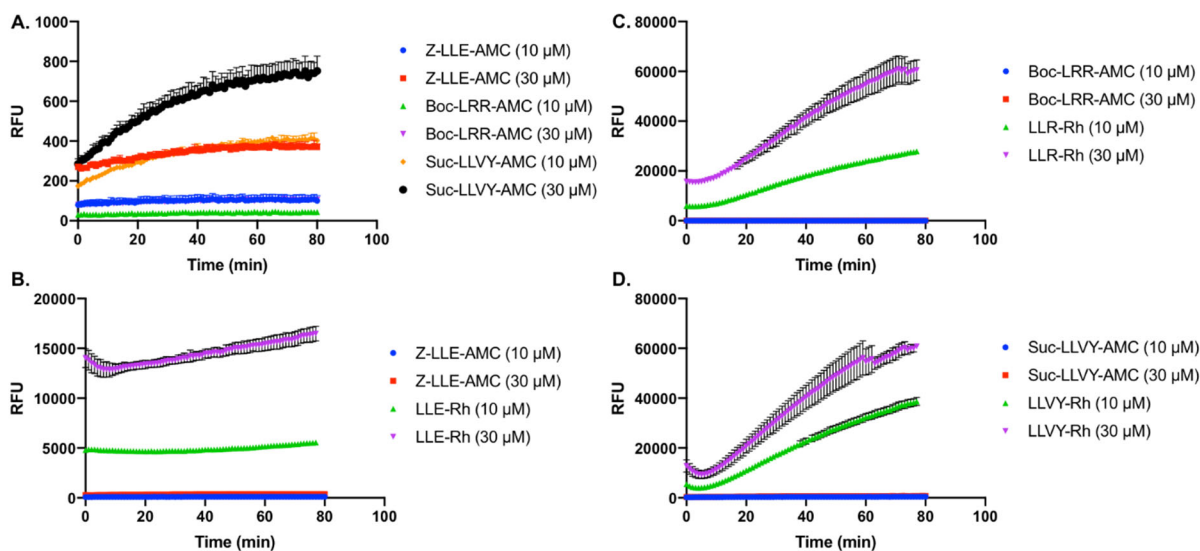 A.
1000
800
600
400
200
0
RFU
0 20 40 60 80 100
Time (min)
Z-LLE-AMC (10 µM)
Z-LLE-AMC (30 µM)
Boc-LRR-AMC (10 µM)
Boc-LRR-AMC (30 µM)
Suc-LLVY-AMC (10 µM)
Suc-LLVY-AMC (30 µM)
B.
20000
15000
10000
5000
0
RFU
0 20 40 60 80 100
Time (min)
Z-LLE-AMC (10 µM)
Z-LLE-AMC (30 µM)
LLE-Rh (10 µM)
LLE-Rh (30 µM)
C.
80000
60000
40000
20000
0
RFU
0 20 40 60 80 100
Time (min)
Boc-LRR-AMC (10 µM)
Boc-LRR-AMC (30 µM)
LLR-Rh (10 µM)
LLR-Rh (30 µM)
D.
80000
60000
40000
20000
0
RFU
0 20 40 60 80 100
Time (min)
Suc-LLVY-AMC (10 µM)
Suc-LLVY-AMC (30 µM)
LLVY-Rh (10 µM)
LLVY-Rh (30 µM)